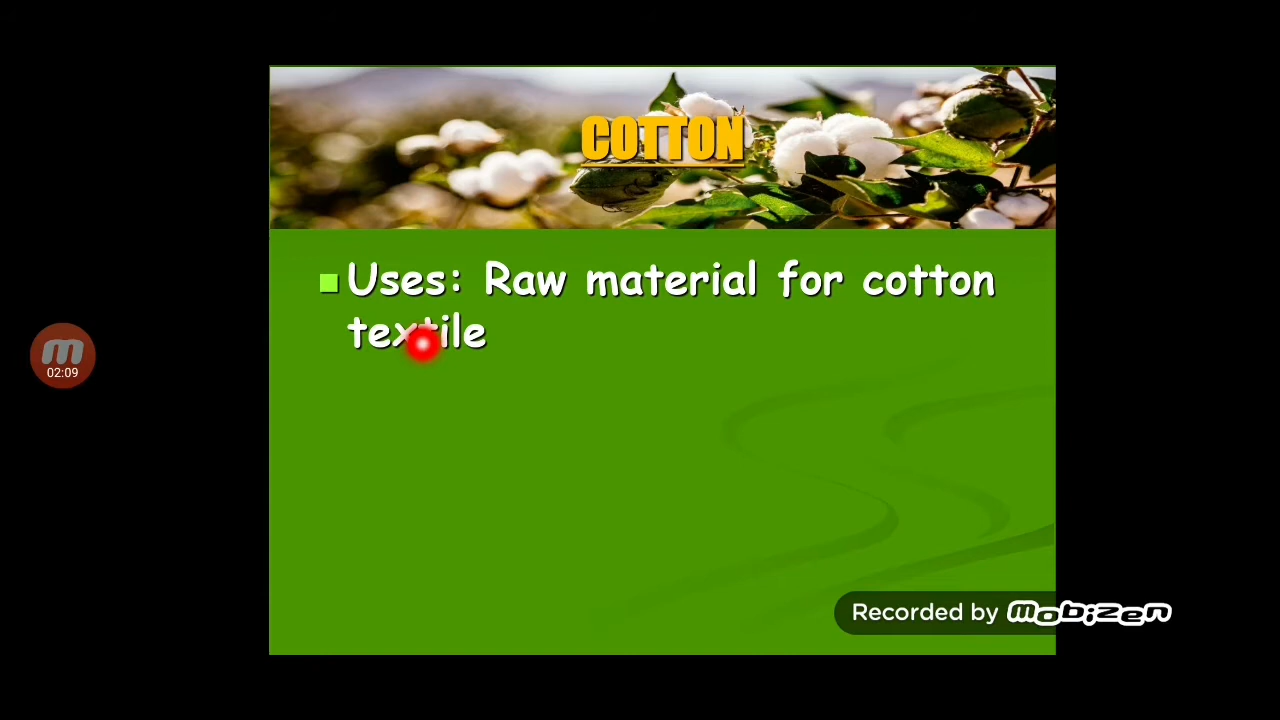 COTTON
Uses: Raw material for cotton
textile
m
02:09
Recorded by mobizen